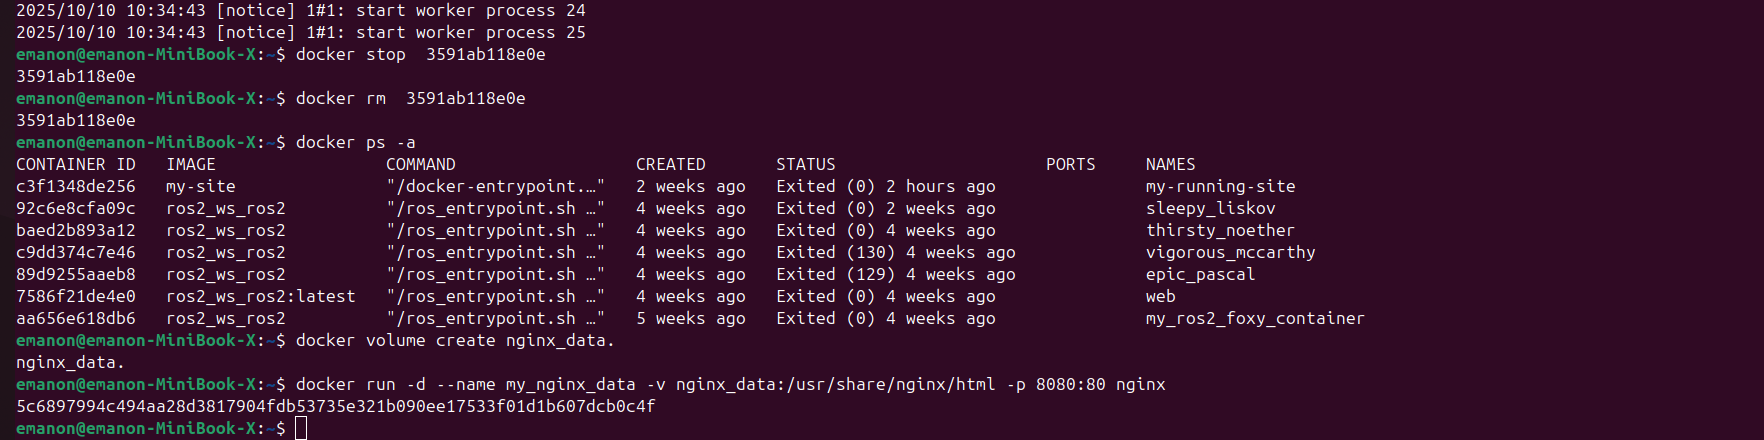 2025/10/10 10:34:43 [notice] 1#1: start worker process 24
2025/10/10 10:34:43 [notice] 1#1: start worker process 25
emanon@emanon-MiniBook-X:~$ docker stop  3591ab118e0e
3591ab118e0e
emanon@emanon-MiniBook-X:~$ docker rm  3591ab118e0e
3591ab118e0e
emanon@emanon-MiniBook-X:~$ docker ps -a
CONTAINER ID   IMAGE                 COMMAND                  CREATED       STATUS                     PORTS     NAMES
c3f1348de256   my-site               "/docker-entrypoint.…"   2 weeks ago   Exited (0) 2 hours ago               my-running-site
92c6e8cfa09c   ros2_ws_ros2          "/ros_entrypoint.sh …"   4 weeks ago   Exited (0) 2 weeks ago               sleepy_liskov
baed2b893a12   ros2_ws_ros2          "/ros_entrypoint.sh …"   4 weeks ago   Exited (0) 4 weeks ago               thirsty_noether
c9dd374c7e46   ros2_ws_ros2          "/ros_entrypoint.sh …"   4 weeks ago   Exited (130) 4 weeks ago             vigorous_mccarthy
89d9255aaeb8   ros2_ws_ros2          "/ros_entrypoint.sh …"   4 weeks ago   Exited (129) 4 weeks ago             epic_pascal
7586f21de4e0   ros2_ws_ros2:latest   "/ros_entrypoint.sh …"   4 weeks ago   Exited (0) 4 weeks ago               web
aa656e618db6   ros2_ws_ros2          "/ros_entrypoint.sh …"   5 weeks ago   Exited (0) 4 weeks ago               my_ros2_foxy_container
emanon@emanon-MiniBook-X:~$ docker volume create nginx_data.
nginx_data.
emanon@emanon-MiniBook-X:~$ docker run -d --name my_nginx_data -v nginx_data:/usr/share/nginx/html -p 8080:80 nginx
5c6897994c494aa28d3817904fdb53735e321b090ee17533f01d1b607dcb0c4f
emanon@emanon-MiniBook-X:~$